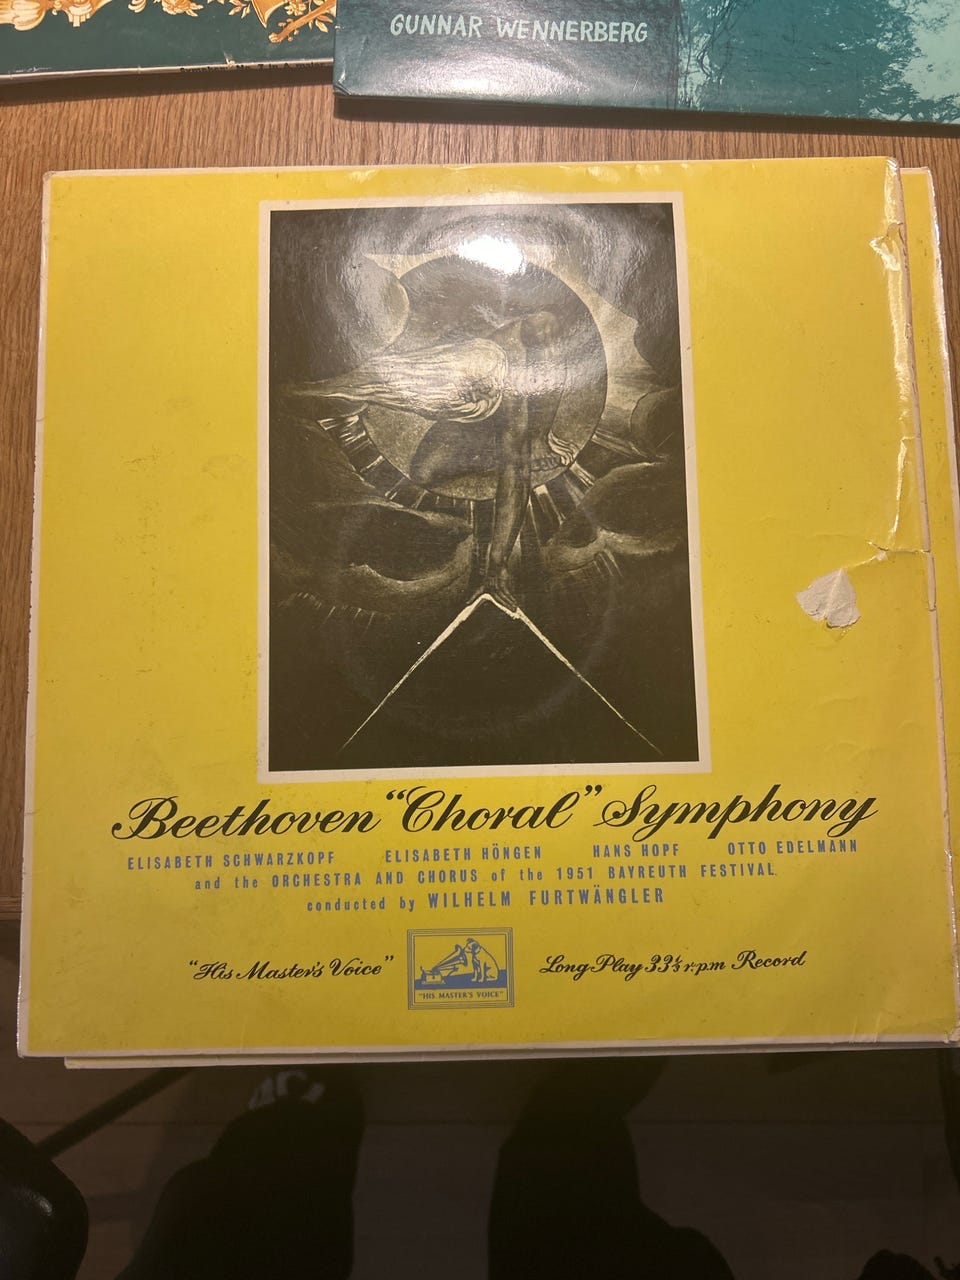 GUNNAR WENNERBERG
Beethoven "Choral" Symphony
ELISABETH SCHWARZKOPF ELISABETH HÖNGEN HANS HOPF OTTO EDELMANN
and the ORCHESTRA AND CHORUS of the 1951 BAYREUTH FESTIVAL
conducted by WILHELM FURTWÄNGLER
"His Master's Voice"
"HIS MASTER'S VOICE"
Long Play 33⅓ r·p·m Record